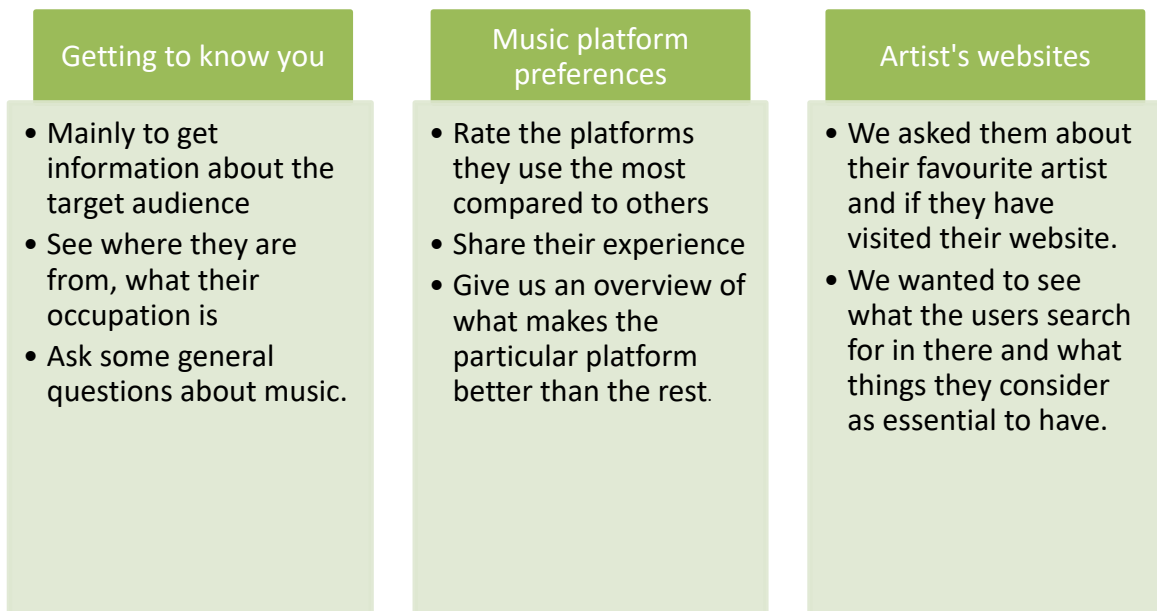 Getting to know you
• Mainly to get
information about the
target audience
• See where they are
from, what their
occupation is
• Ask some general
questions about music.
Music platform
preferences
• Rate the platforms
they use the most
compared to others
• Share their experience
• Give us an overview of
what makes the
particular platform
better than the rest.
Artist's websites
• We asked them about
their favourite artist
and if they have
visited their website.
• We wanted to see
what the users search
for in there and what
things they consider
as essential to have.